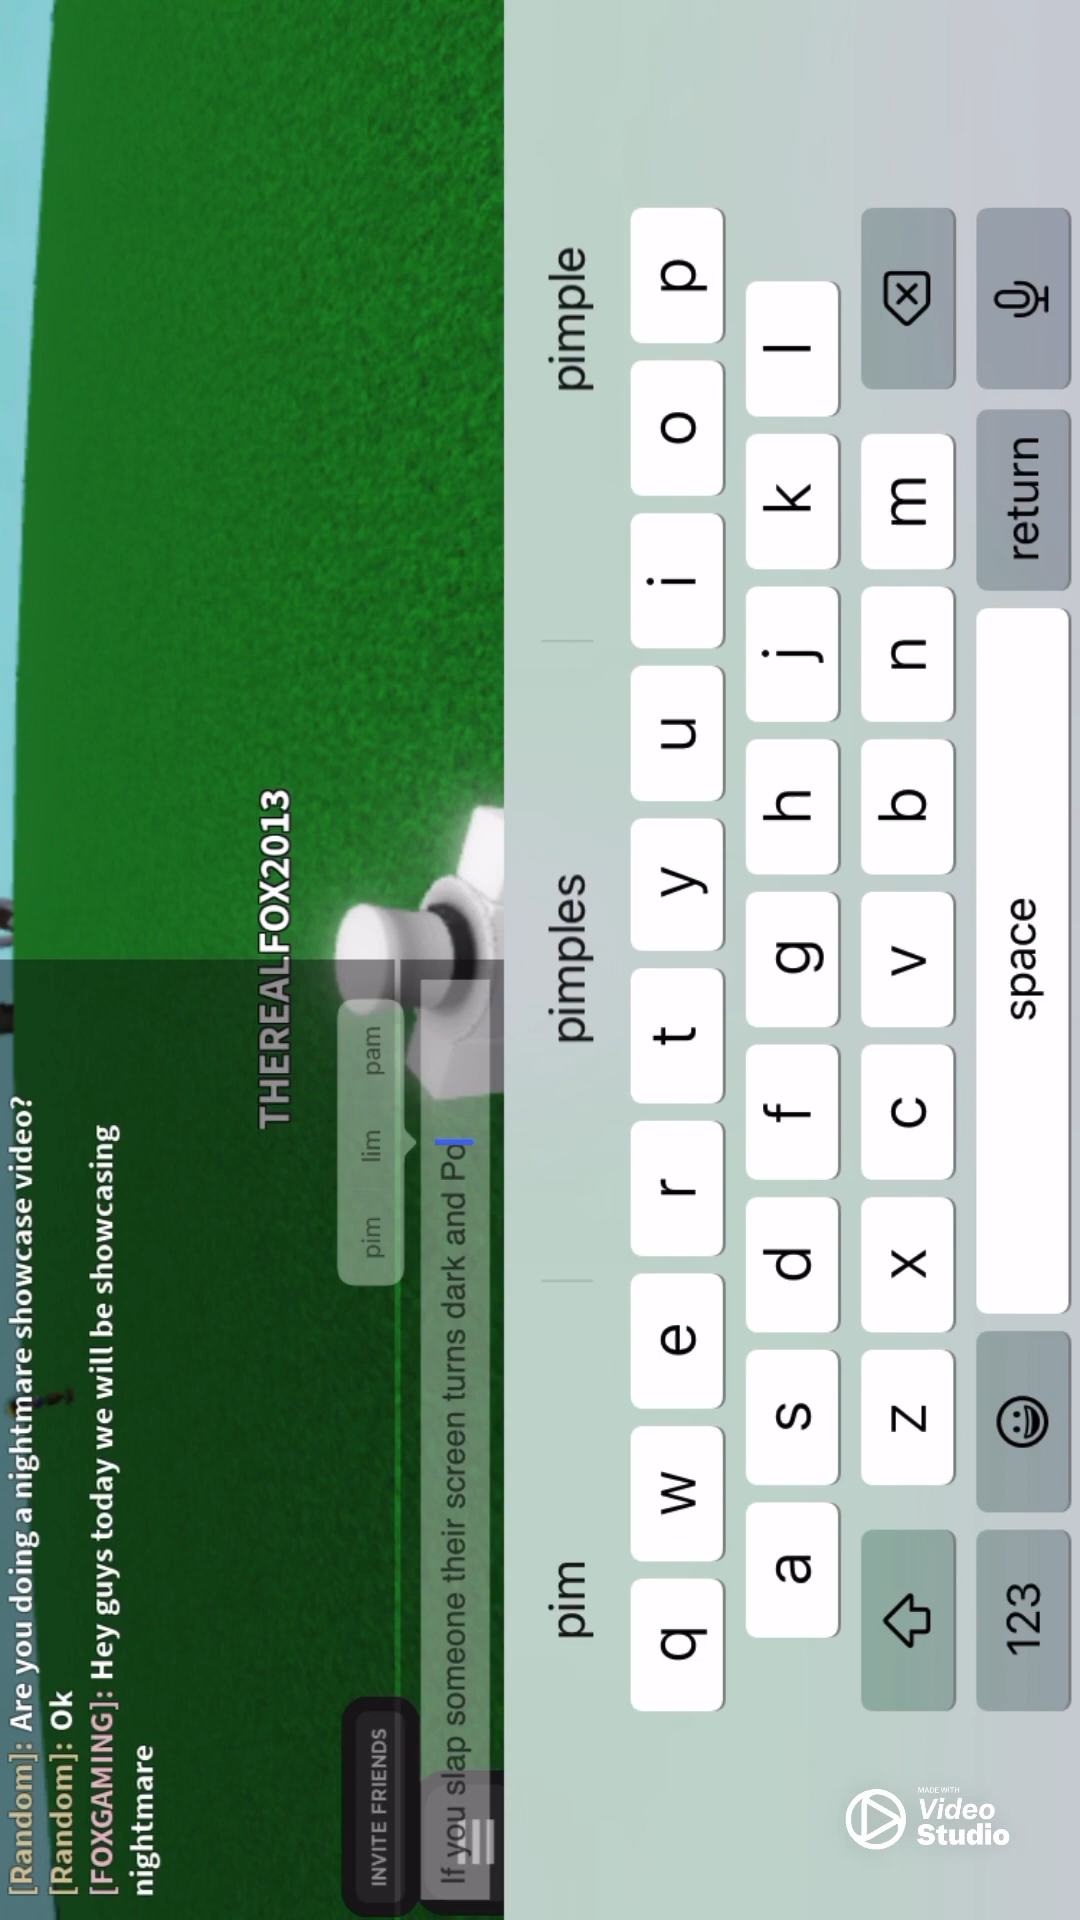 [Random]: Are you doing a nightmare showcase video?
[Random]: Ok
[FOXGAMING]: Hey guys today we will be showcasing
nightmare
THEREALFOX2013
INVITE FRIENDS
pim lim pam
If you slap someone their screen turns dark and Po
pim pimples pimple
q w e r t y u i o p
a s d f g h j k l
z x c v b n m
123 space return
MADE WITH
Video
Studio